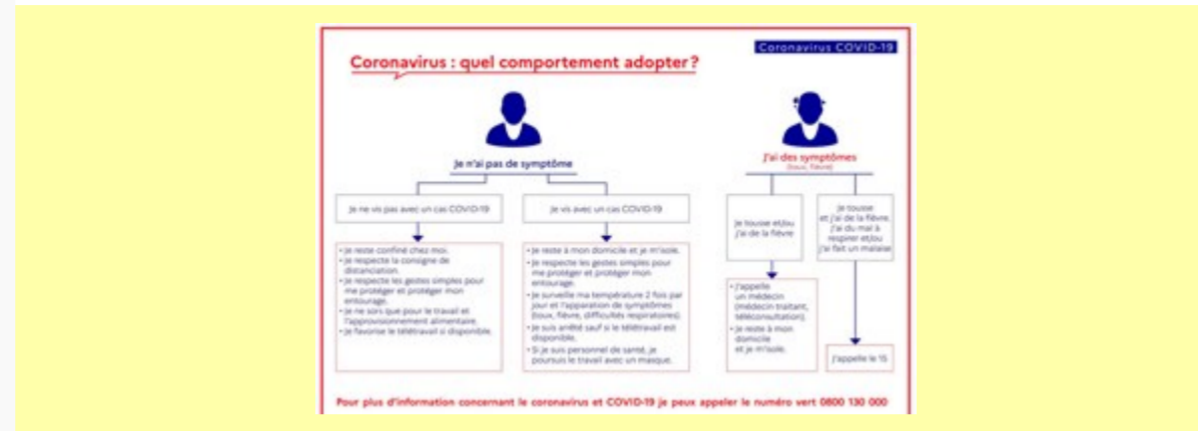 Coronavirus COVID-19
Coronavirus : quel comportement adopter ?
Je n'ai pas de symptôme
Je ne vis pas avec un cas COVID-19
• Je reste confiné chez moi.
• Je respecte la consigne de
distanciation.
• Je respecte les gestes simples pour
me protéger et protéger mon
entourage.
• Je ne sors que pour le travail et
l'approvisionnement alimentaire.
• Je favorise le télétravail si disponible.
Je vis avec un cas COVID-19
• Je reste à mon domicile et je m'isole.
• Je respecte les gestes simples pour
me protéger et protéger mon
entourage.
• Je surveille ma température 2 fois par
jour et l'apparation de symptômes
(toux, fièvre, difficultés respiratoires).
• Je suis arrêté sauf si le télétravail est
disponible.
• Si je suis personnel de santé, je
poursuis le travail avec un masque.
J'ai des symptômes
(toux, fièvre)
Je tousse et/ou
j'ai de la fièvre
• J'appelle
un médecin
(médecin traitant,
téléconsultation).
• Je reste à mon
domicile
et je m'isole.
Je tousse
et j'ai de la fièvre.
J'ai du mal à
respirer et/ou
j'ai fait un malaise
J'appelle le 15
Pour plus d'information concernant le coronavirus et COVID-19 je peux appeler le numéro vert 0800 130 000